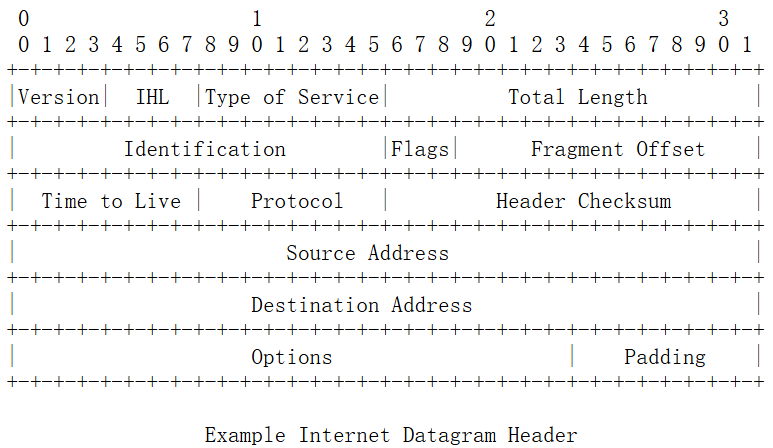 0                   1                   2                   3
 0 1 2 3 4 5 6 7 8 9 0 1 2 3 4 5 6 7 8 9 0 1 2 3 4 5 6 7 8 9 0 1
+-+-+-+-+-+-+-+-+-+-+-+-+-+-+-+-+-+-+-+-+-+-+-+-+-+-+-+-+-+-+-+-+
|Version|  IHL  |Type of Service|          Total Length         |
+-+-+-+-+-+-+-+-+-+-+-+-+-+-+-+-+-+-+-+-+-+-+-+-+-+-+-+-+-+-+-+-+
|         Identification        |Flags|      Fragment Offset    |
+-+-+-+-+-+-+-+-+-+-+-+-+-+-+-+-+-+-+-+-+-+-+-+-+-+-+-+-+-+-+-+-+
|  Time to Live |    Protocol   |         Header Checksum       |
+-+-+-+-+-+-+-+-+-+-+-+-+-+-+-+-+-+-+-+-+-+-+-+-+-+-+-+-+-+-+-+-+
|                       Source Address                          |
+-+-+-+-+-+-+-+-+-+-+-+-+-+-+-+-+-+-+-+-+-+-+-+-+-+-+-+-+-+-+-+-+
|                    Destination Address                        |
+-+-+-+-+-+-+-+-+-+-+-+-+-+-+-+-+-+-+-+-+-+-+-+-+-+-+-+-+-+-+-+-+
|                    Options                    |    Padding    |
+-+-+-+-+-+-+-+-+-+-+-+-+-+-+-+-+-+-+-+-+-+-+-+-+-+-+-+-+-+-+-+-+
Example Internet Datagram Header